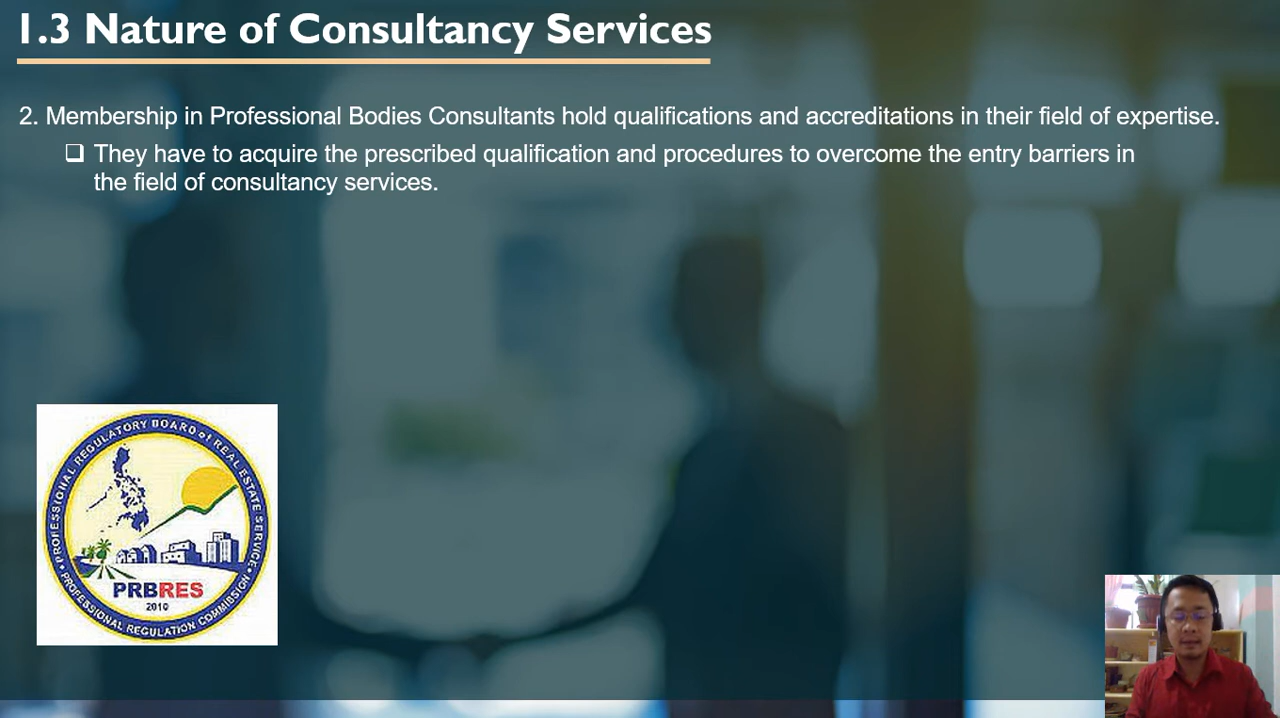 1.3 Nature of Consultancy Services
2. Membership in Professional Bodies Consultants hold qualifications and accreditations in their field of expertise.
❑ They have to acquire the prescribed qualification and procedures to overcome the entry barriers in
the field of consultancy services.
PROFESSIONAL REGULATORY BOARD of REAL ESTATE SERVICE
PRBRES
2010
PROFESSIONAL REGULATION COMMISSION